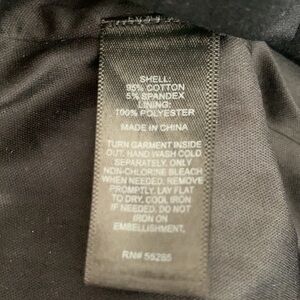 SHELL:
95% COTTON
5% SPANDEX
LINING:
100% POLYESTER
MADE IN CHINA
TURN GARMENT INSIDE
OUT. HAND WASH COLD
SEPARATELY. ONLY
NON-CHLORINE BLEACH
WHEN NEEDED. REMOVE
PROMPTLY. LAY FLAT
TO DRY. COOL IRON
IF NEEDED. DO NOT
IRON ON
EMBELLISHMENT.
RN# 55285